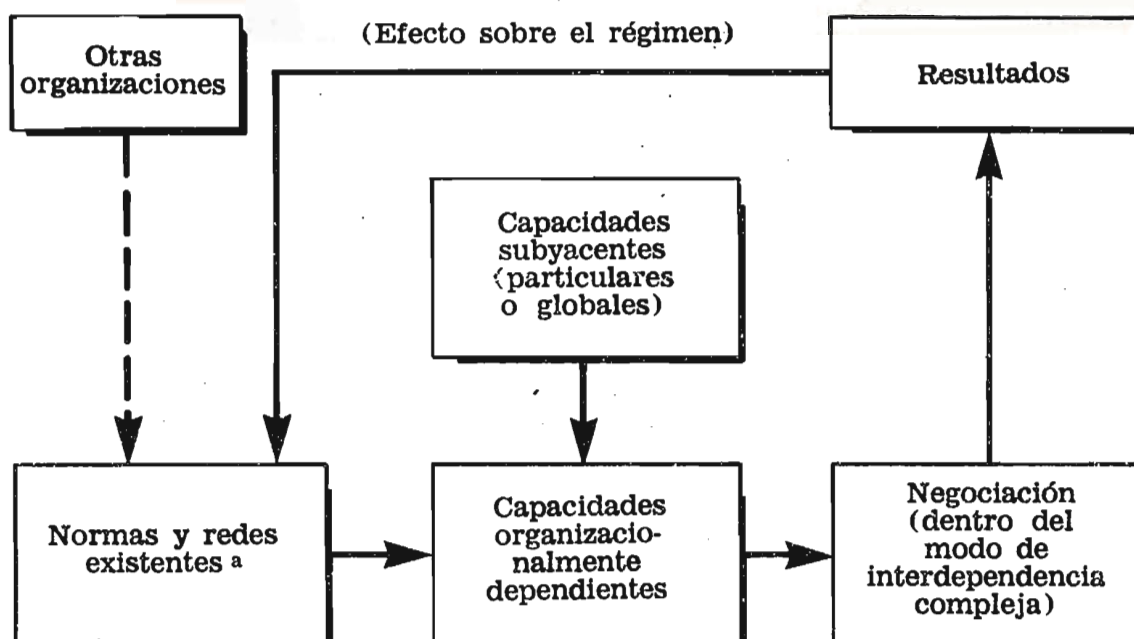 (Efecto sobre el régimen)
Otras
organizaciones
Resultados
Capacidades
subyacentes
(particulares
o globales)
Normas y redes
existentes a
Capacidades
organizacio-
nalmente
dependientes
Negociación
(dentro del
modo de
interdependencia
compleja)